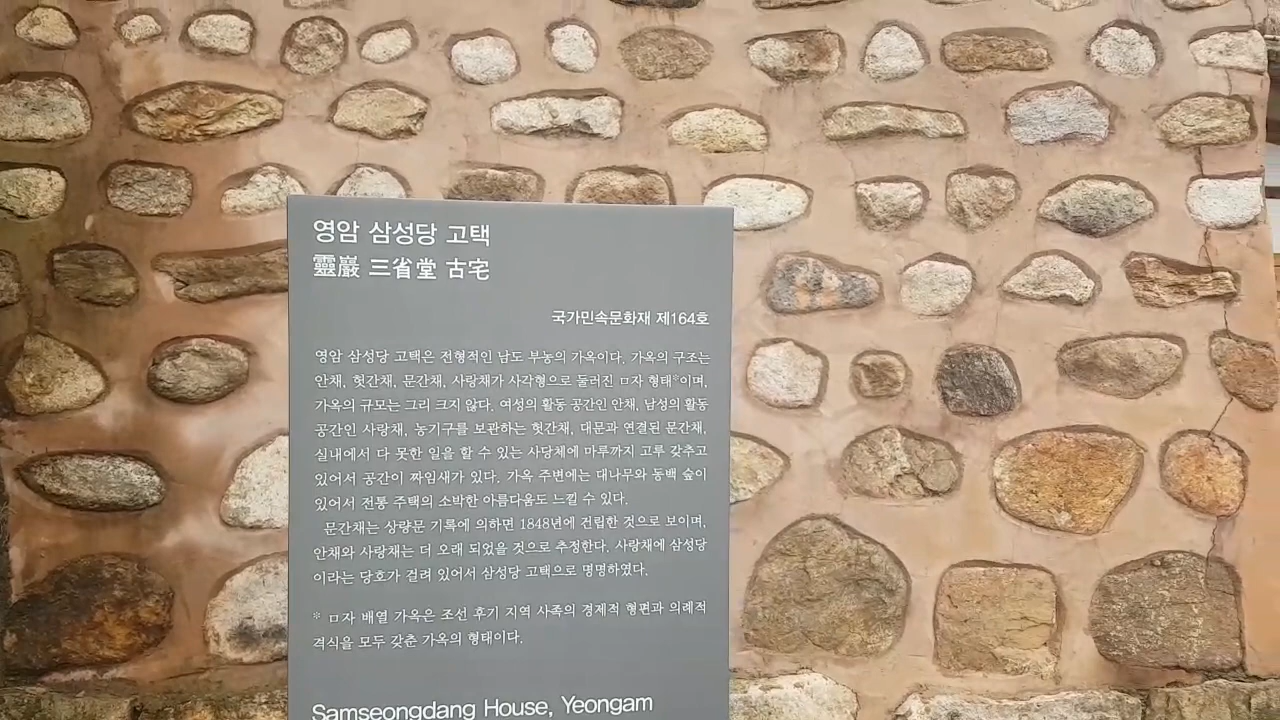 영암 삼성당 고택
靈巖 三省堂 古宅
국가민속문화재 제164호
영암 삼성당 고택은 전형적인 남도 부농의 가옥이다. 가옥의 구조는
안채, 헛간채, 문간채, 사랑채가 사각형으로 둘러진 ㅁ자 형태*이며,
가옥의 규모는 그리 크지 않다. 여성의 활동 공간인 안채, 남성의 활동
공간인 사랑채, 농기구를 보관하는 헛간채, 대문과 연결된 문간채,
실내에서 다 못한 일을 할 수 있는 사당체에 마루까지 고루 갖추고
있어서 공간이 짜임새가 있다. 가옥 주변에는 대나무와 동백 숲이
있어서 전통 주택의 소박한 아름다움도 느낄 수 있다.
문간채는 상량문 기록에 의하면 1848년에 건립한 것으로 보이며,
안채와 사랑채는 더 오래 되었을 것으로 추정한다. 사랑채에 삼성당
이라는 당호가 걸려 있어서 삼성당 고택으로 명명하였다.
* ㅁ자 배열 가옥은 조선 후기 지역 사족의 경제적 형편과 의례적
격식을 모두 갖춘 가옥의 형태이다.
Samseongdang House, Yeongam